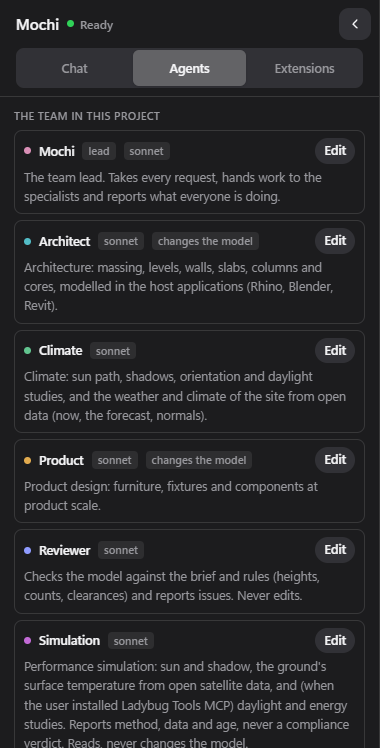 Mochi Ready
Chat Agents Extensions
THE TEAM IN THIS PROJECT
Mochi lead sonnet Edit
The team lead. Takes every request, hands work to the
specialists and reports what everyone is doing.
Architect sonnet changes the model Edit
Architecture: massing, levels, walls, slabs, columns and
cores, modelled in the host applications (Rhino, Blender,
Revit).
Climate sonnet Edit
Climate: sun path, shadows, orientation and daylight
studies, and the weather and climate of the site from open
data (now, the forecast, normals).
Product sonnet changes the model Edit
Product design: furniture, fixtures and components at
product scale.
Reviewer sonnet Edit
Checks the model against the brief and rules (heights,
counts, clearances) and reports issues. Never edits.
Simulation sonnet Edit
Performance simulation: sun and shadow, the ground's
surface temperature from open satellite data, and (when
the user installed Ladybug Tools MCP) daylight and energy
studies. Reports method, data and age, never a compliance
verdict. Reads, never changes the model.